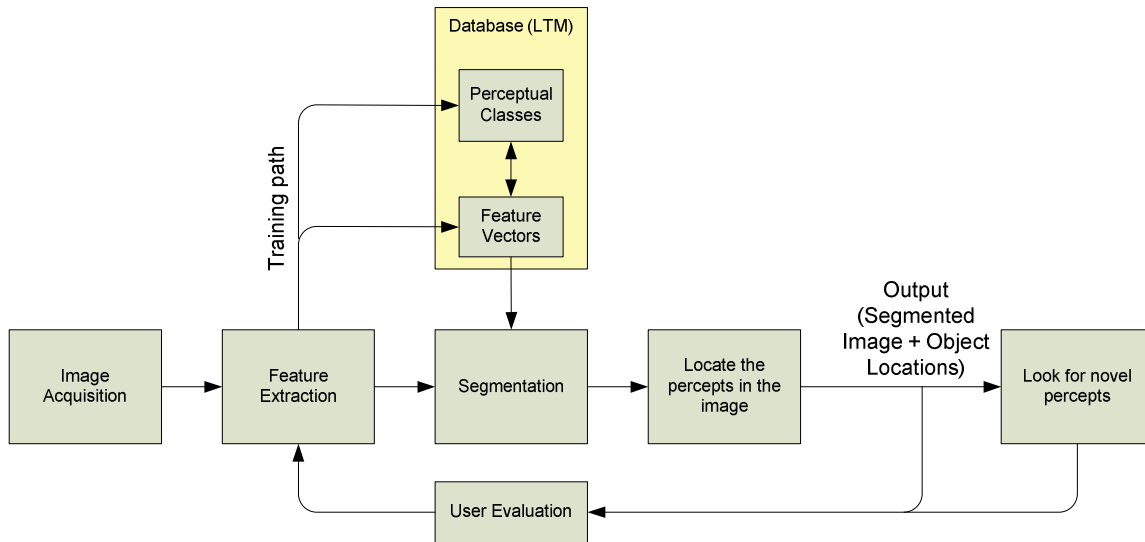 Database (LTM)
Perceptual
Classes
Feature
Vectors
Training path
Output
(Segmented
Image + Object
Locations)
Image
Acquisition
Feature
Extraction
Segmentation
Locate the
percepts in the
image
Look for novel
percepts
User Evaluation